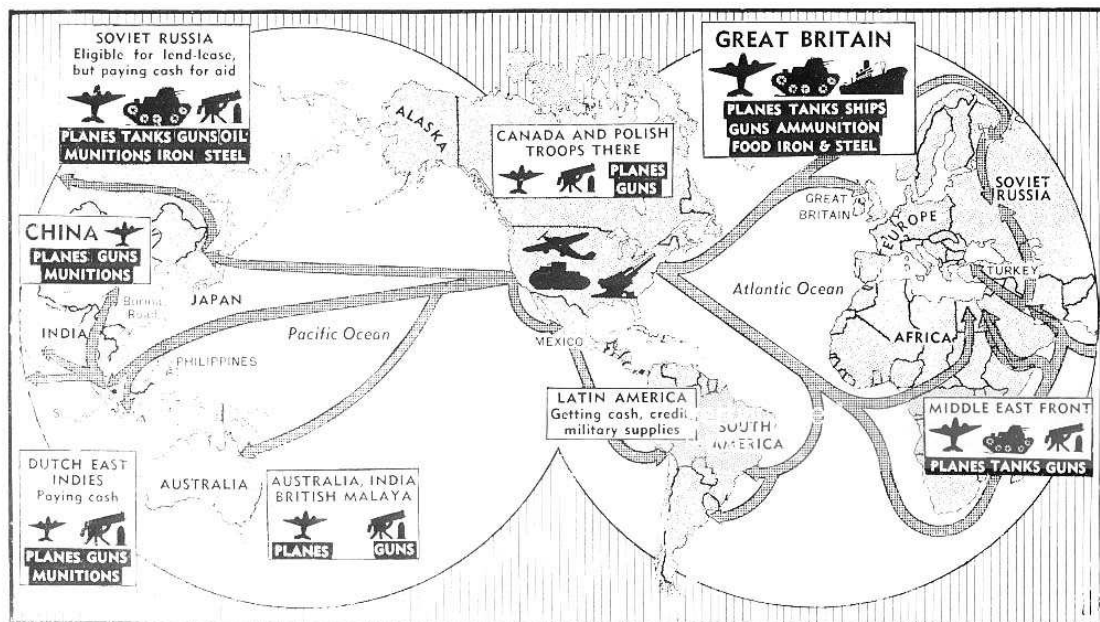 SOVIET RUSSIA
Eligible for lend-lease,
but paying cash for aid
PLANES TANKS GUNS OIL
MUNITIONS IRON STEEL
ALASKA
CANADA AND POLISH
TROOPS THERE
PLANES
GUNS
GREAT BRITAIN
PLANES TANKS SHIPS
GUNS AMMUNITION
FOOD IRON & STEEL
GREAT
BRITAIN
EUROPE
SOVIET
RUSSIA
TURKEY
CHINA
PLANES GUNS
MUNITIONS
Burma
Road
JAPAN
INDIA
PHILIPPINES
Pacific Ocean
MEXICO
Atlantic Ocean
AFRICA
LATIN AMERICA
Getting cash, credit,
military supplies
SOUTH
AMERICA
MIDDLE EAST FRONT
PLANES TANKS GUNS
DUTCH EAST
INDIES
Paying cash
PLANES GUNS
MUNITIONS
AUSTRALIA
AUSTRALIA, INDIA
BRITISH MALAYA
PLANES
GUNS